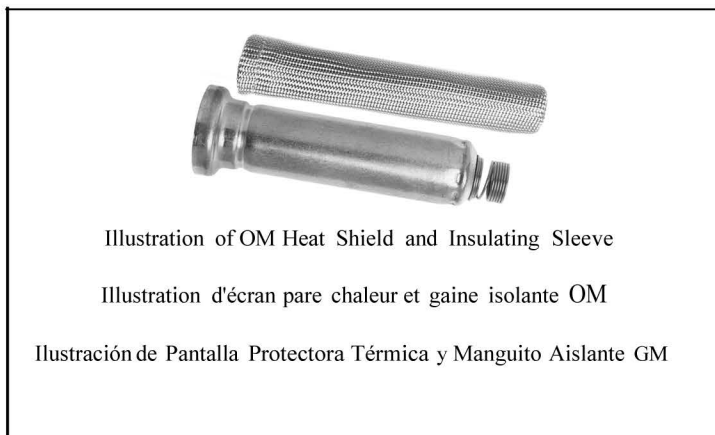 Illustration of OM Heat Shield and Insulating Sleeve
Illustration d'écran pare chaleur et gaine isolante OM
Ilustración de Pantalla Protectora Térmica y Manguito Aislante GM